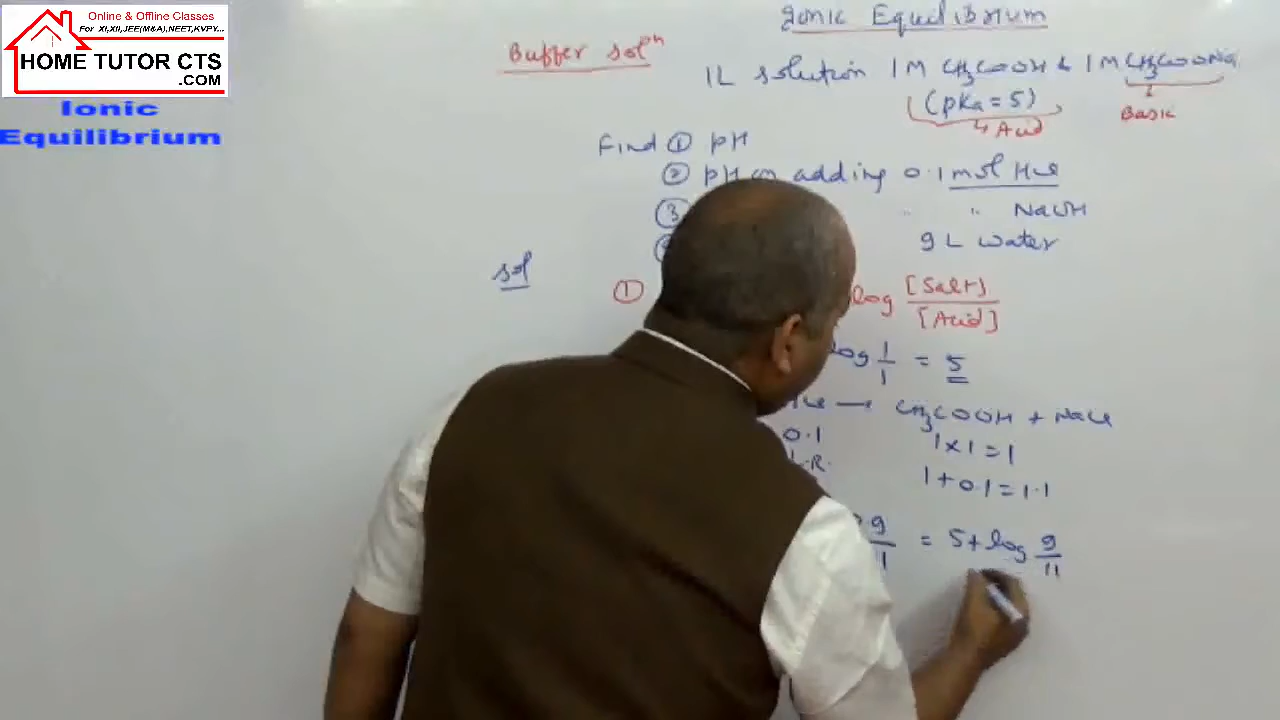 Online & Offline Classes
For XI,XII,JEE(M&A),NEET,KVPY...
HOME TUTOR CTS
.COM
Ionic
Equilibrium
Ionic Equilibrium
Buffer solⁿ
1L solution 1M CH3COOH & 1M CH3COONa
(pKa = 5)
↳ Acid
Basic
Find ① pH
② pH on adding 0.1 mol HCl
③ " " NaOH
9L water
sol
① log [Salt]/[Acid]
log 1/1 = 5
HCl → CH3COOH + NaCl
0.1 1×1=1
L.R. 1+0.1=1.1
9/11 = 5+log 9/11